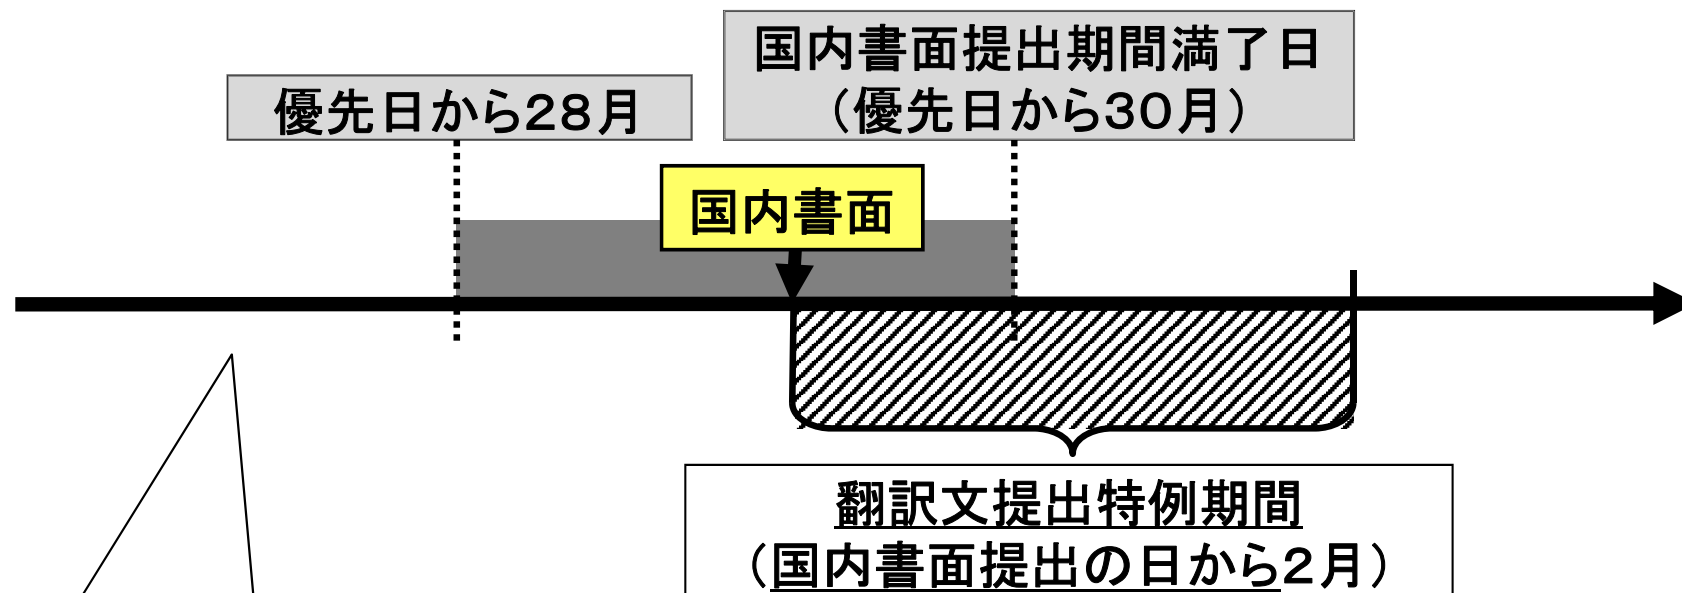 国内書面提出期間満了日
（優先日から３０月）
優先日から２８月
国内書面
翻訳文提出特例期間
（国内書面提出の日から２月）